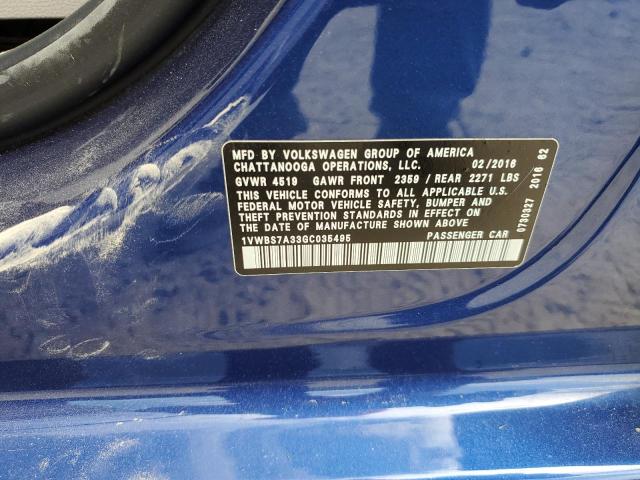 MFD BY VOLKSWAGEN GROUP OF AMERICA
CHATTANOOGA OPERATIONS, LLC. 02/2016
GVWR 4519 GAWR FRONT 2359 / REAR 2271 LBS
THIS VEHICLE CONFORMS TO ALL APPLICABLE U.S.
FEDERAL MOTOR VEHICLE SAFETY, BUMPER AND
THEFT PREVENTION STANDARDS IN EFFECT ON
THE DATE OF MANUFACTURE SHOWN ABOVE
1VWBS7A33GC035495 PASSENGER CAR
0730327 2016 62